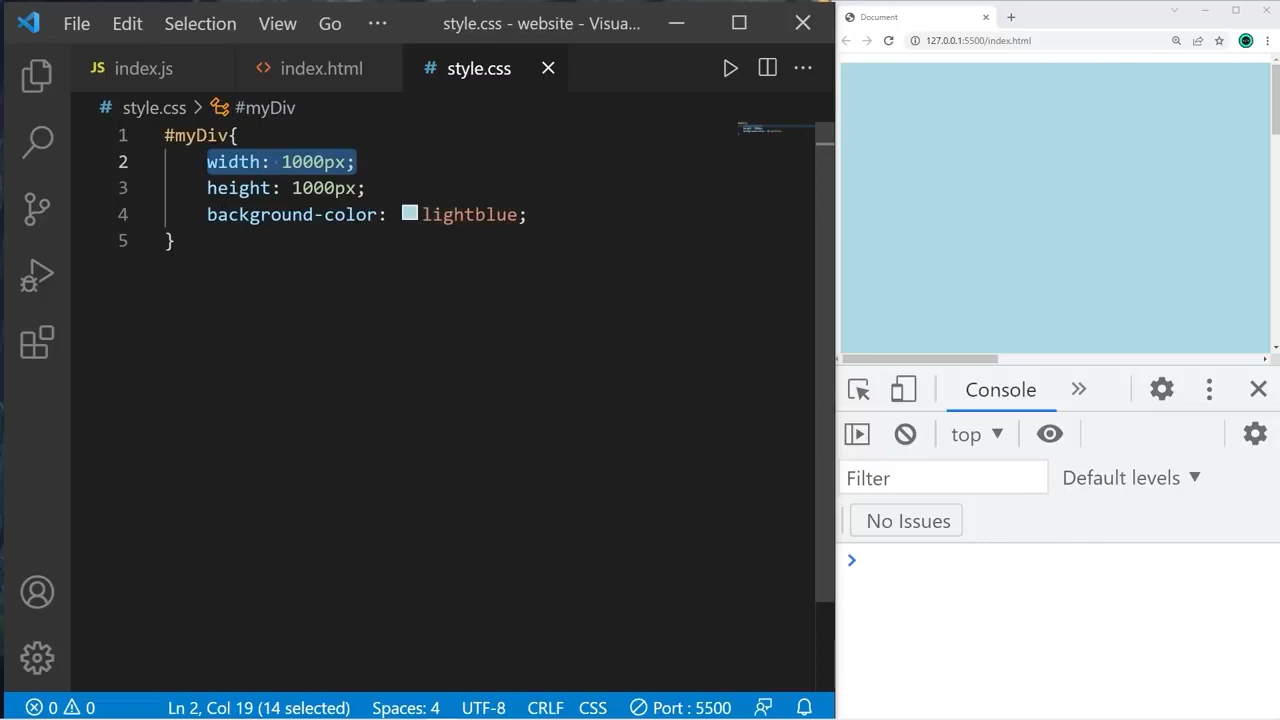 File Edit Selection View Go ··· style.css - website - Visua...
JS index.js <> index.html # style.css
# style.css > #myDiv
1 #myDiv{
2 width: 1000px;
3 height: 1000px;
4 background-color: lightblue;
5 }
0 0 Ln 2, Col 19 (14 selected) Spaces: 4 UTF-8 CRLF CSS Port : 5500
Document
127.0.0.1:5500/index.html
Console
top
Filter Default levels
No Issues